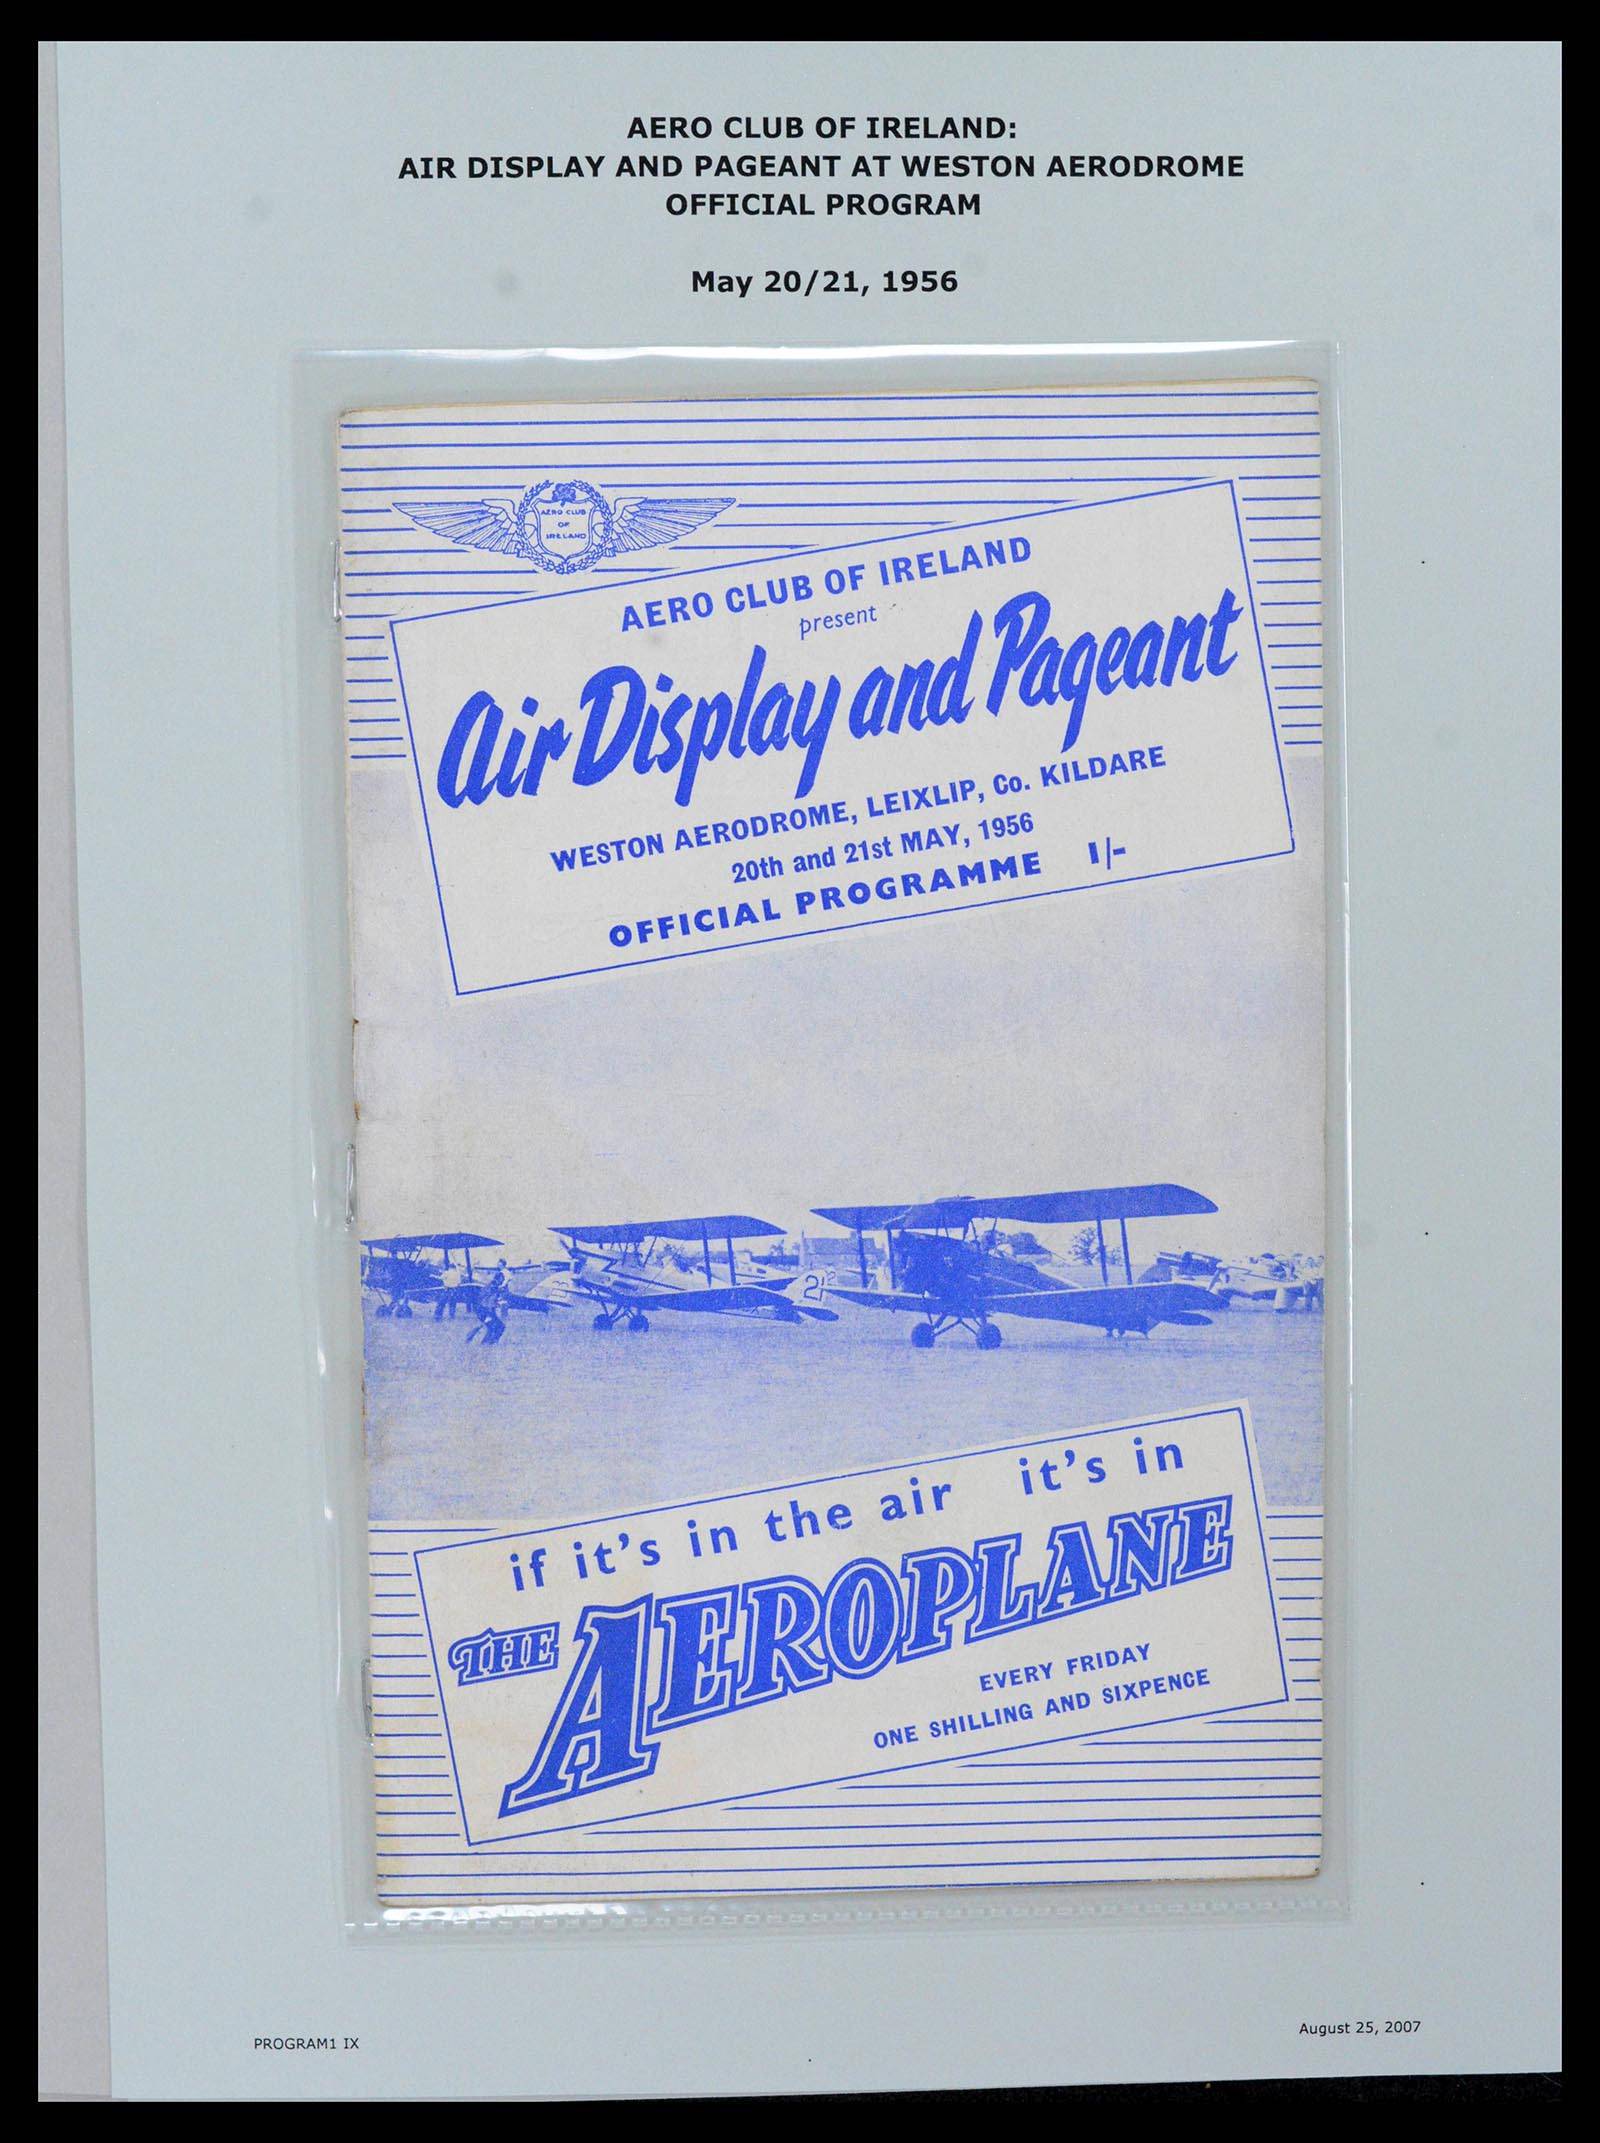 AERO CLUB OF IRELAND:
AIR DISPLAY AND PAGEANT AT WESTON AERODROME
OFFICIAL PROGRAM
May 20/21, 1956
AERO CLUB
OF
IRELAND
AERO CLUB OF IRELAND
present
Air Display and Pageant
WESTON AERODROME, LEIXLIP, Co. KILDARE
20th and 21st MAY, 1956
OFFICIAL PROGRAMME 1/-
21
if it's in the air it's in
THE AEROPLANE
EVERY FRIDAY
ONE SHILLING AND SIXPENCE
PROGRAM1 IX
August 25, 2007